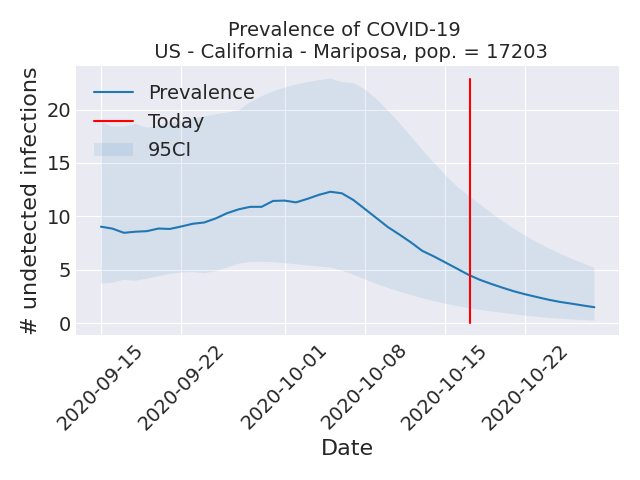 Prevalence of COVID-19
US - California - Mariposa, pop. = 17203
# undetected infections
20
15
10
5
0
Prevalence
Today
95CI
2020-09-15
2020-09-22
2020-10-01
2020-10-08
2020-10-15
2020-10-22
Date